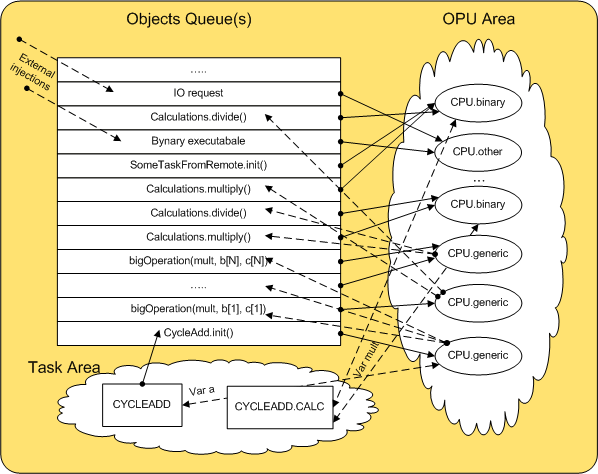 Objects Queue(s)
OPU Area
External
injections
.....
IO request
Calculations.divide()
Bynary executabale
SomeTaskFromRemote.init()
Calculations.multiply()
Calculations.divide()
Calculations.multiply()
bigOperation(mult, b[N], c[N])
.....
bigOperation(mult, b[1], c[1])
CycleAdd.init()
CPU.binary
CPU.other
...
CPU.binary
CPU.generic
CPU.generic
CPU.generic
Task Area
CYCLEADD
CYCLEADD.CALC
Var a
Var mult